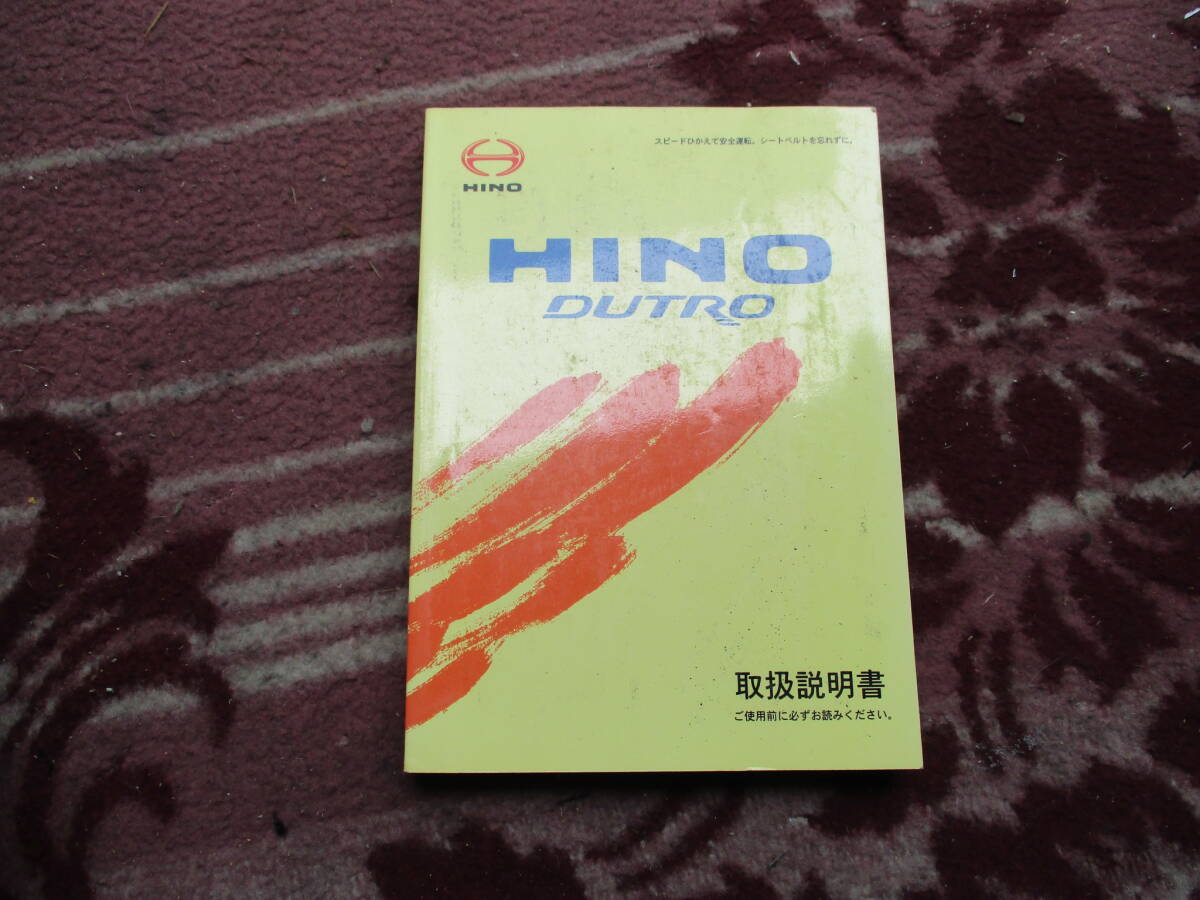 スピードひかえて安全運転。シートベルトを忘れずに。
HINO
HINO
DUTRO
取扱説明書
ご使用前に必ずお読みください。